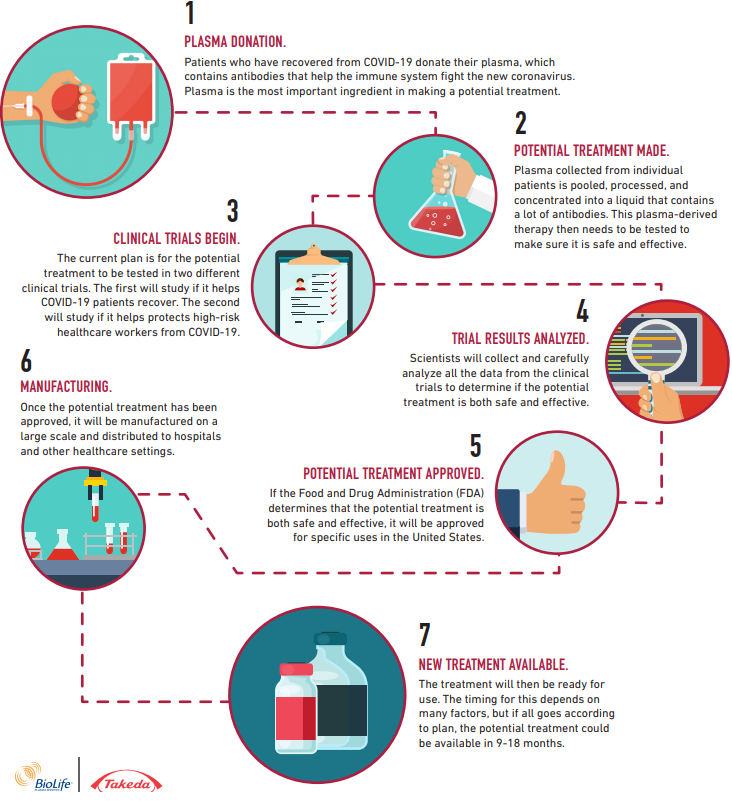 1
PLASMA DONATION.
Patients who have recovered from COVID-19 donate their plasma, which
contains antibodies that help the immune system fight the new coronavirus.
Plasma is the most important ingredient in making a potential treatment.
2
POTENTIAL TREATMENT MADE.
Plasma collected from individual
patients is pooled, processed, and
concentrated into a liquid that contains
a lot of antibodies. This plasma-derived
therapy then needs to be tested to
make sure it is safe and effective.
3
CLINICAL TRIALS BEGIN.
The current plan is for the potential
treatment to be tested in two different
clinical trials. The first will study if it helps
COVID-19 patients recover. The second
will study if it helps protects high-risk
healthcare workers from COVID-19.
4
TRIAL RESULTS ANALYZED.
Scientists will collect and carefully
analyze all the data from the clinical
trials to determine if the potential
treatment is both safe and effective.
5
POTENTIAL TREATMENT APPROVED.
If the Food and Drug Administration (FDA)
determines that the potential treatment is
both safe and effective, it will be approved
for specific uses in the United States.
6
MANUFACTURING.
Once the potential treatment has been
approved, it will be manufactured on a
large scale and distributed to hospitals
and other healthcare settings.
7
NEW TREATMENT AVAILABLE.
The treatment will then be ready for
use. The timing for this depends on
many factors, but if all goes according
to plan, the potential treatment could
be available in 9-18 months.
BioLife
Takeda